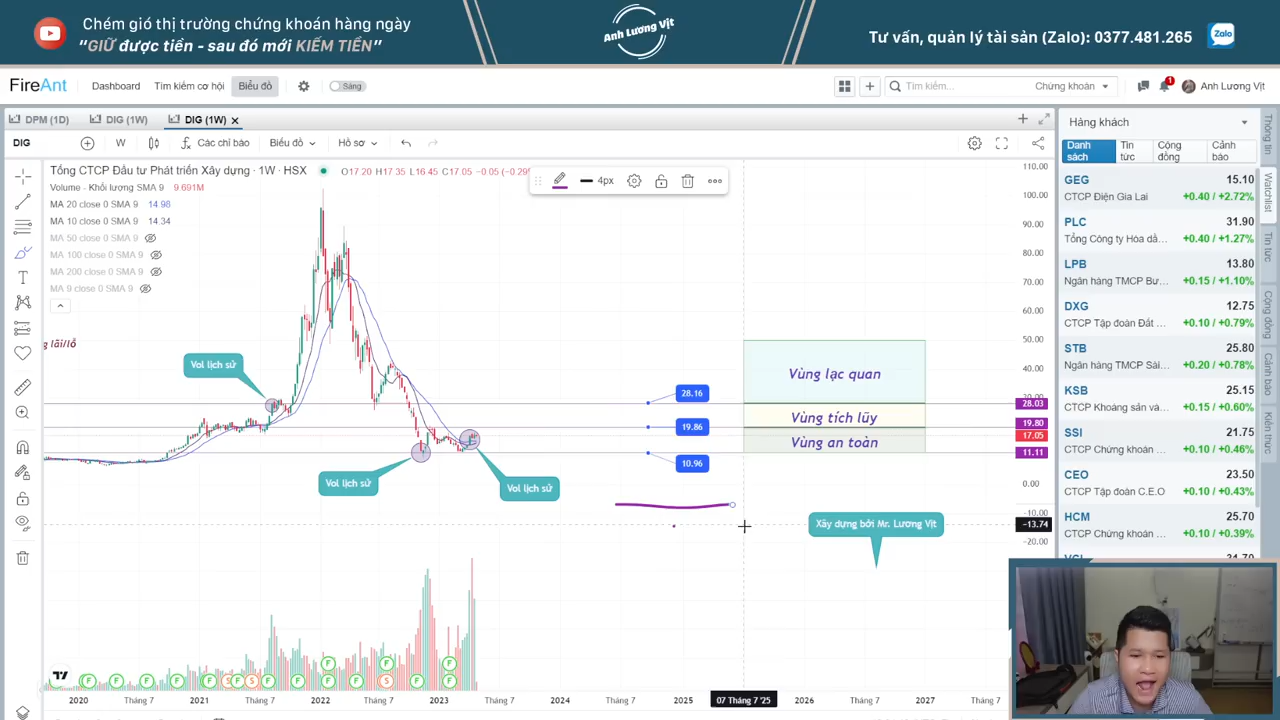 Chém gió thị trường chứng khoán hàng ngày
"GIỮ được tiền - sau đó mới KIẾM TIỀN"
Anh Lương Vịt
Tư vấn, quản lý tài sản (Zalo): 0377.481.265
Zalo
FireAnt
Dashboard
Tìm kiếm cơ hội
Biểu đồ
Sáng
Tìm kiếm...
Chứng khoán
1
Anh Lương Vịt
DPM (1D)
DIG (1W)
DIG (1W)
DIG
W
Các chỉ báo
Biểu đồ
Hồ sơ
Tổng CTCP Đầu tư Phát triển Xây dựng · 1W · HSX
O17.20 H17.35 L16.45 C17.05 -0.05
Volume - Khối lượng SMA 9 9.691M
MA 20 close 0 SMA 9 14.98
MA 10 close 0 SMA 9 14.34
MA 50 close 0 SMA 9
MA 100 close 0 SMA 9
MA 200 close 0 SMA 9
MA 9 close 0 SMA 9
4px
lãi/lỗ
Vol lịch sử
Vol lịch sử
Vol lịch sử
28.16
19.86
10.96
Vùng lạc quan
Vùng tích lũy
Vùng an toàn
Xây dựng bởi Mr. Lương Vịt
110.00
100.00
90.00
80.00
70.00
60.00
50.00
40.00
28.03
19.80
17.05
11.11
0.00
-10.00
-13.74
-20.00
F F F F S F S F F F F S F F F F
2020 Tháng 7 2021 Tháng 7 2022 Tháng 7 2023 Tháng 7 2024 Tháng 7 2025 07 Tháng 7 '25 2026 Tháng 7 2027 Tháng 7
Hàng khách
Danh sách
Tin tức
Cộng đồng
Cảnh báo
GEG 15.10
CTCP Điện Gia Lai +0.40 / +2.72%
PLC 31.90
Tổng Công ty Hóa dầ... +0.40 / +1.27%
LPB 13.80
Ngân hàng TMCP Bư... +0.15 / +1.10%
DXG 12.75
CTCP Tập đoàn Đất ... +0.10 / +0.79%
STB 25.80
Ngân hàng TMCP Sài... +0.20 / +0.78%
KSB 25.15
CTCP Khoáng sản và... +0.15 / +0.60%
SSI 21.75
CTCP Chứng khoán ... +0.10 / +0.46%
CEO 23.50
CTCP Tập đoàn C.E.O +0.10 / +0.43%
HCM 25.70
CTCP Chứng khoán ... +0.10 / +0.39%
Thông tin
Watchlist
Tin tức
Cộng đồng
Cảnh báo
Kiến thức